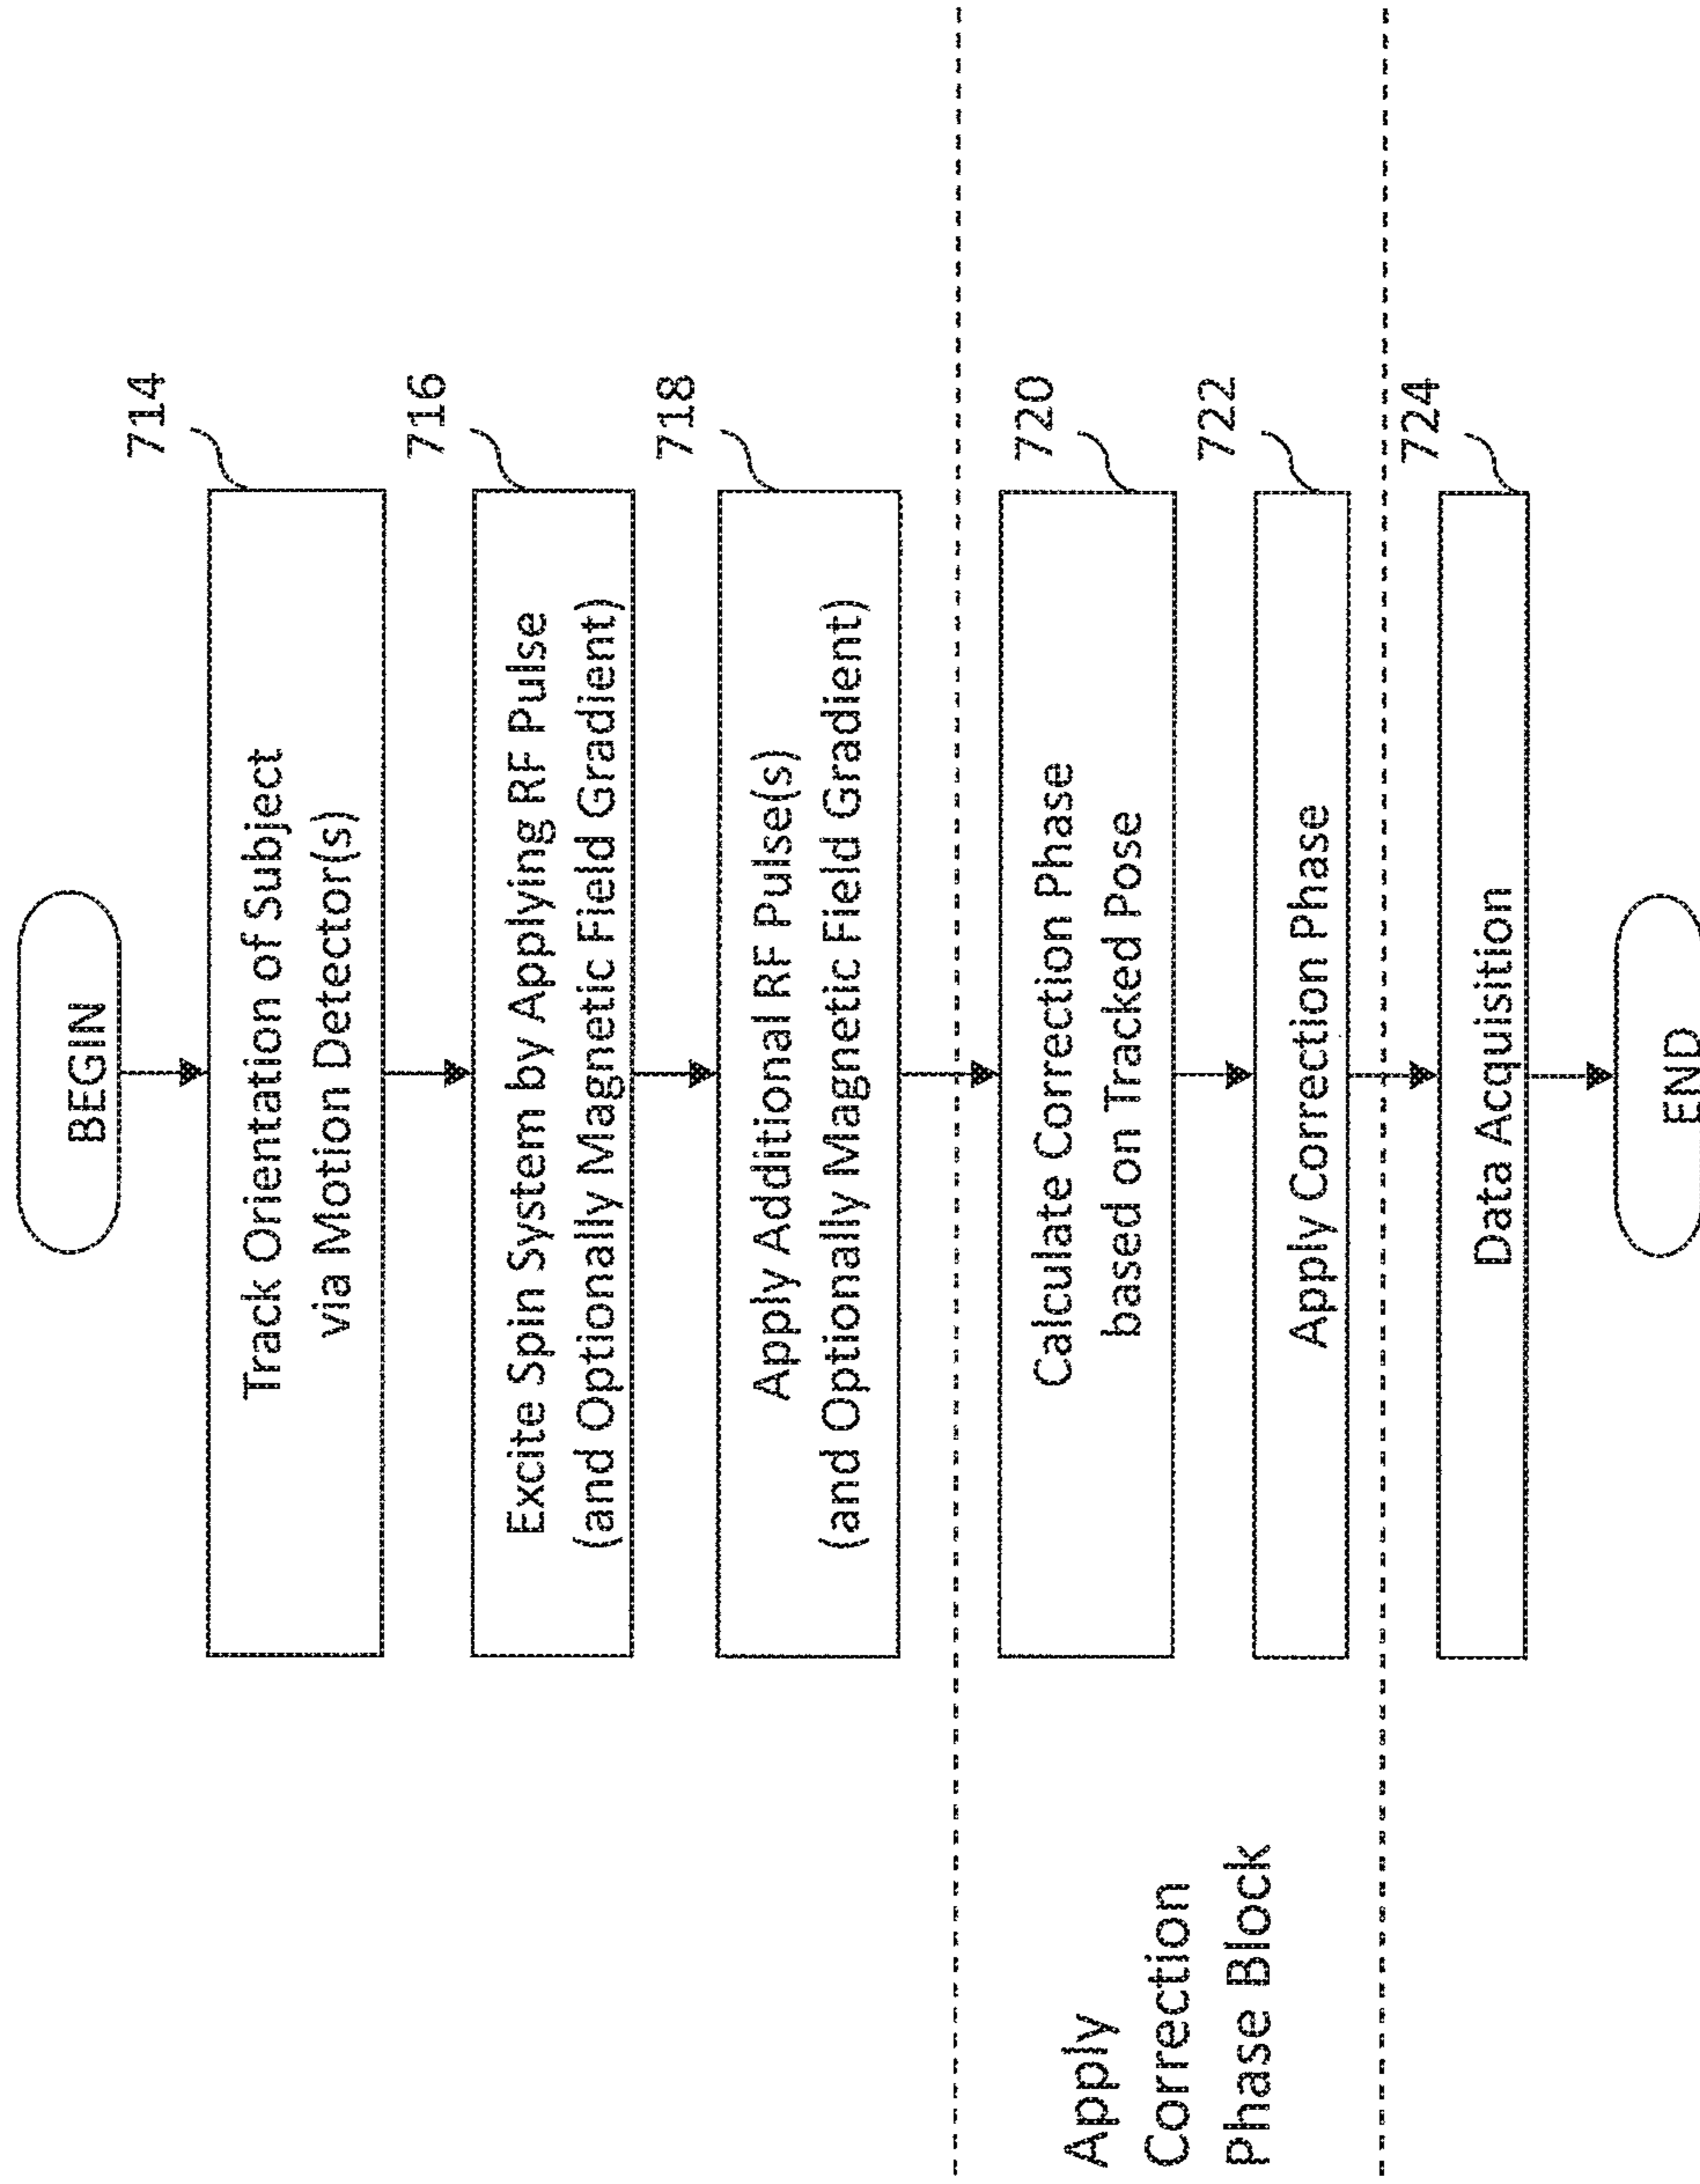 BEGIN
714
Track Orientation of Subject
via Motion Detector(s)
716
Excite Spin System by Applying RF Pulse
(and Optionally Magnetic Field Gradient)
718
Apply Additional RF Pulse(s)
(and Optionally Magnetic Field Gradient)
Apply
Correction
Phase Block
720
Calculate Correction Phase
based on Tracked Pose
722
Apply Correction Phase
724
Data Acquisition
END